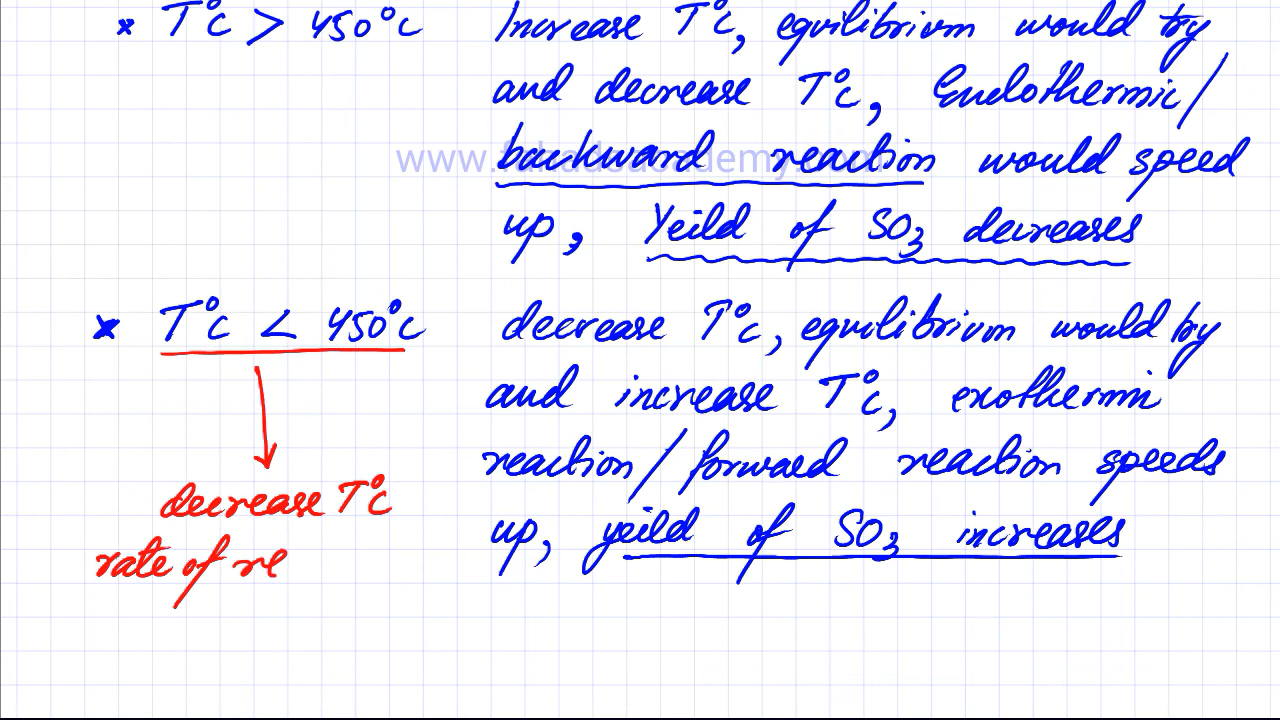 × T°C > 450°C Increase T°C, equilibrium would try
and decrease T°C, Endothermic/
backward reaction would speed
up, Yeild of SO3 decreases
× T°C < 450°C decrease T°C, equilibrium would try
and increase T°C, exothermic
reaction/forward reaction speeds
up, yeild of SO3 increases
decrease T°C
rate of re